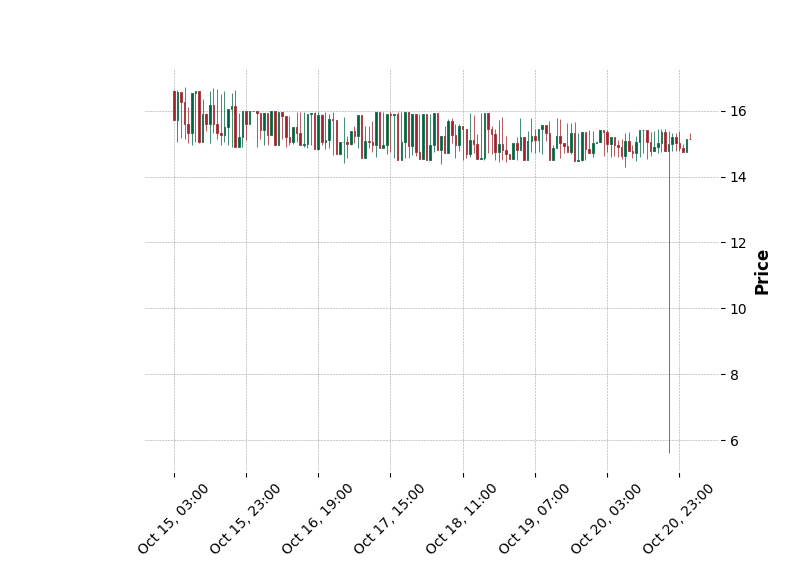 16
14
12
10
8
6
Price
Oct 15, 03:00
Oct 15, 23:00
Oct 16, 19:00
Oct 17, 15:00
Oct 18, 11:00
Oct 19, 07:00
Oct 20, 03:00
Oct 20, 23:00